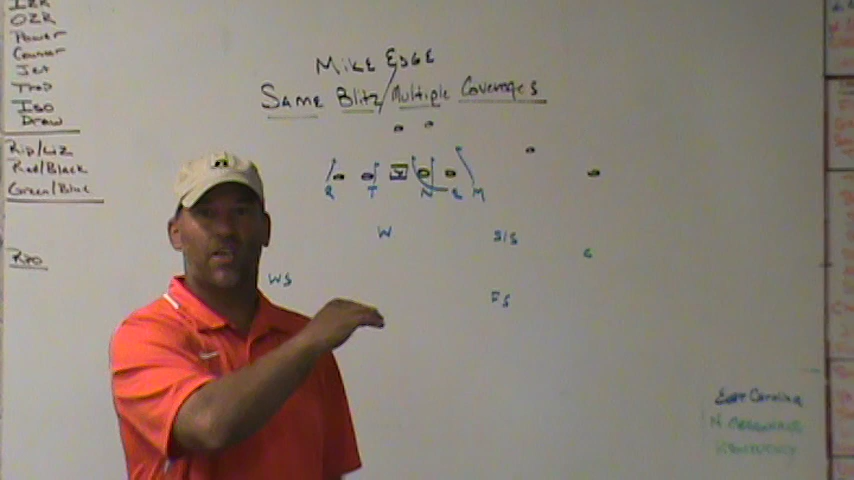 IZR
OZR
Power
Counter
Jet
Trap
Iso
Draw
Rip/Liz
Red/Black
Green/Blue
RPO
Mike Edge
Same Blitz/Multiple Coverages
R T N E M
W S/S
C
WS
FS
East Carolina